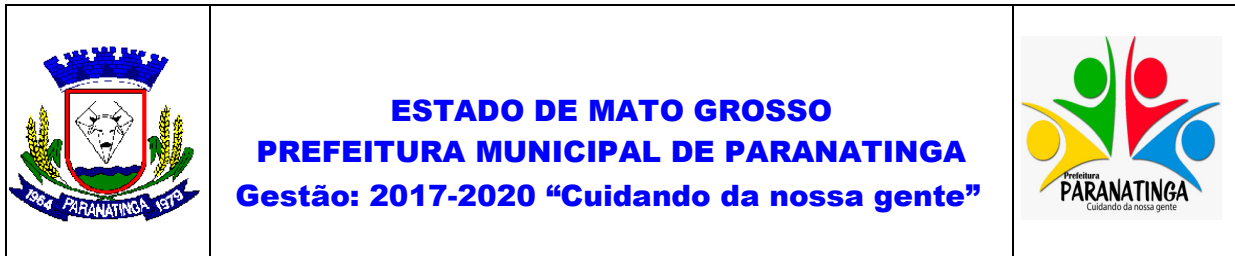 1964 PARANATINGA 1979
ESTADO DE MATO GROSSO
PREFEITURA MUNICIPAL DE PARANATINGA
Gestão: 2017-2020 “Cuidando da nossa gente”
Prefeitura
PARANATINGA
Cuidando da nossa gente